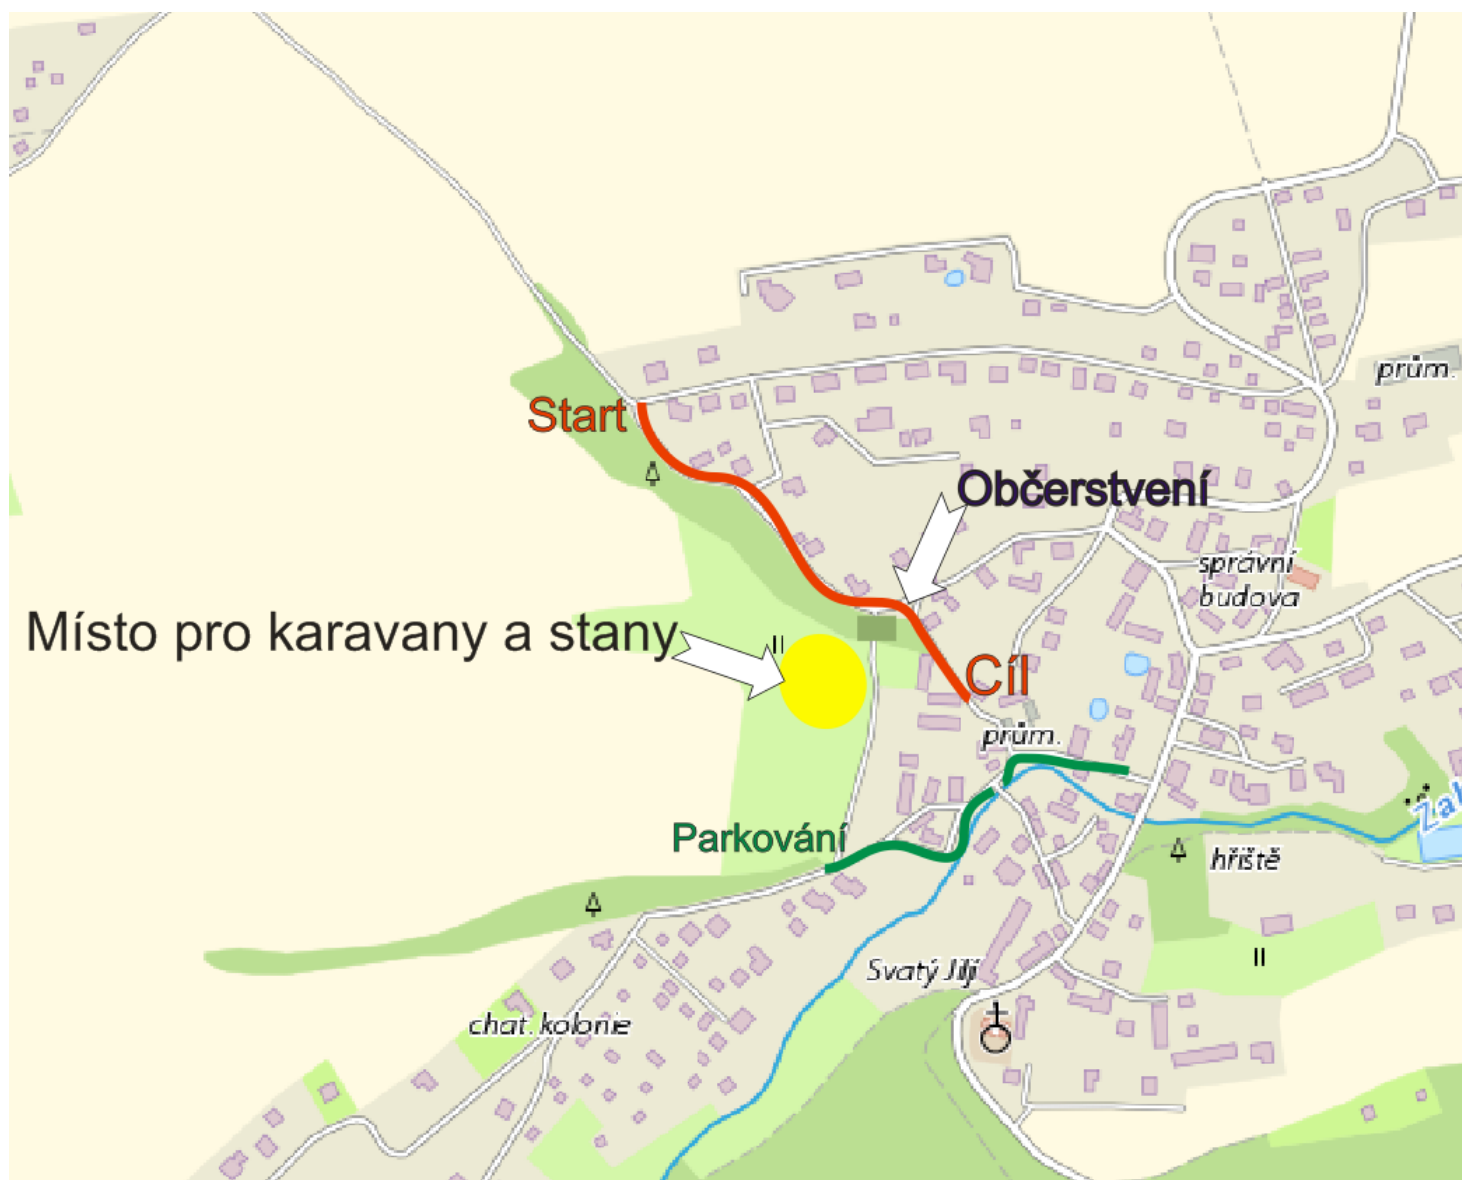 prům.
Start
Občerstvení
správní
budova
Místo pro karavany a stany
Cíl
prům.
Parkování
hřiště
Svatý Jiljí
chat. kolonie